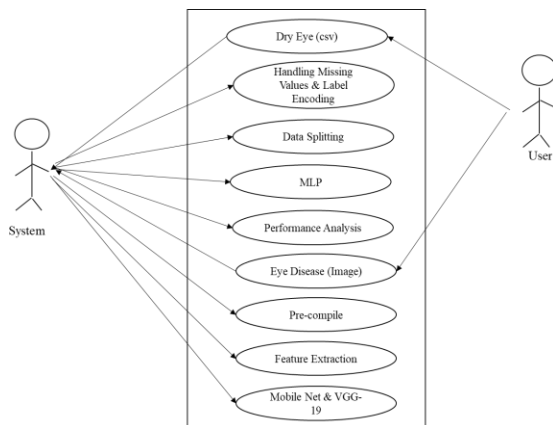 Dry Eye (csv)
Handling Missing
Values & Label
Encoding
Data Splitting
MLP
Performance Analysis
Eye Disease (Image)
Pre-compile
Feature Extraction
Mobile Net & VGG-
19
System
User